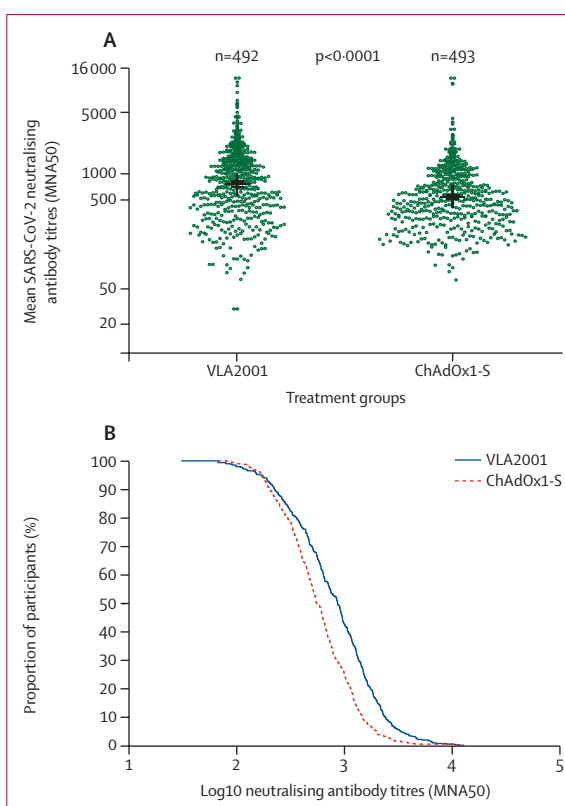 A
n=492 p<0·0001 n=493
16 000
5000
1000
500
50
20
Mean SARS-CoV-2 neutralising
antibody titres (MNA50)
VLA2001 ChAdOx1-S
Treatment groups
B
VLA2001
ChAdOx1-S
100
90
80
70
60
50
40
30
20
10
0
Proportion of participants (%)
1 2 3 4 5
Log10 neutralising antibody titres (MNA50)